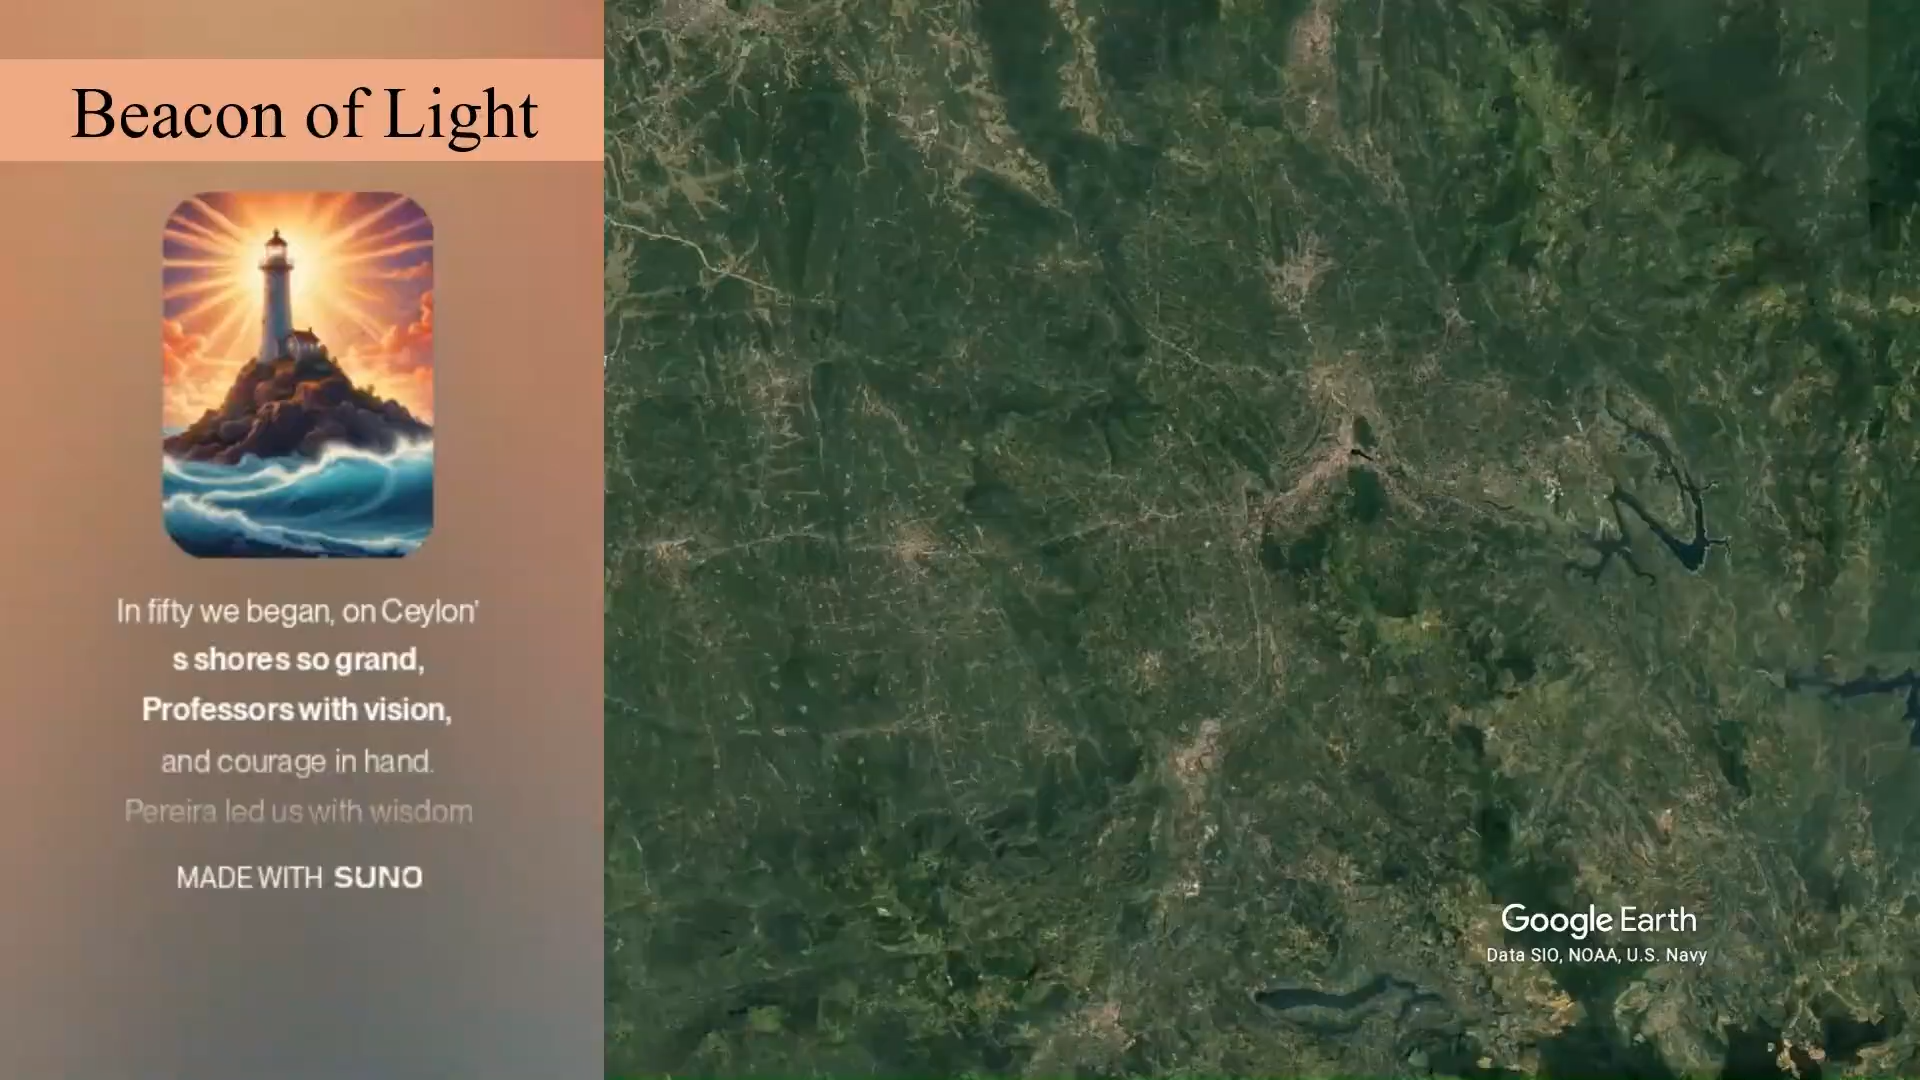 Beacon of Light
In fifty we began, on Ceylon'
s shores so grand,
Professors with vision,
and courage in hand.
Pereira led us with wisdom
MADE WITH SUNO
Google Earth
Data SIO, NOAA, U.S. Navy